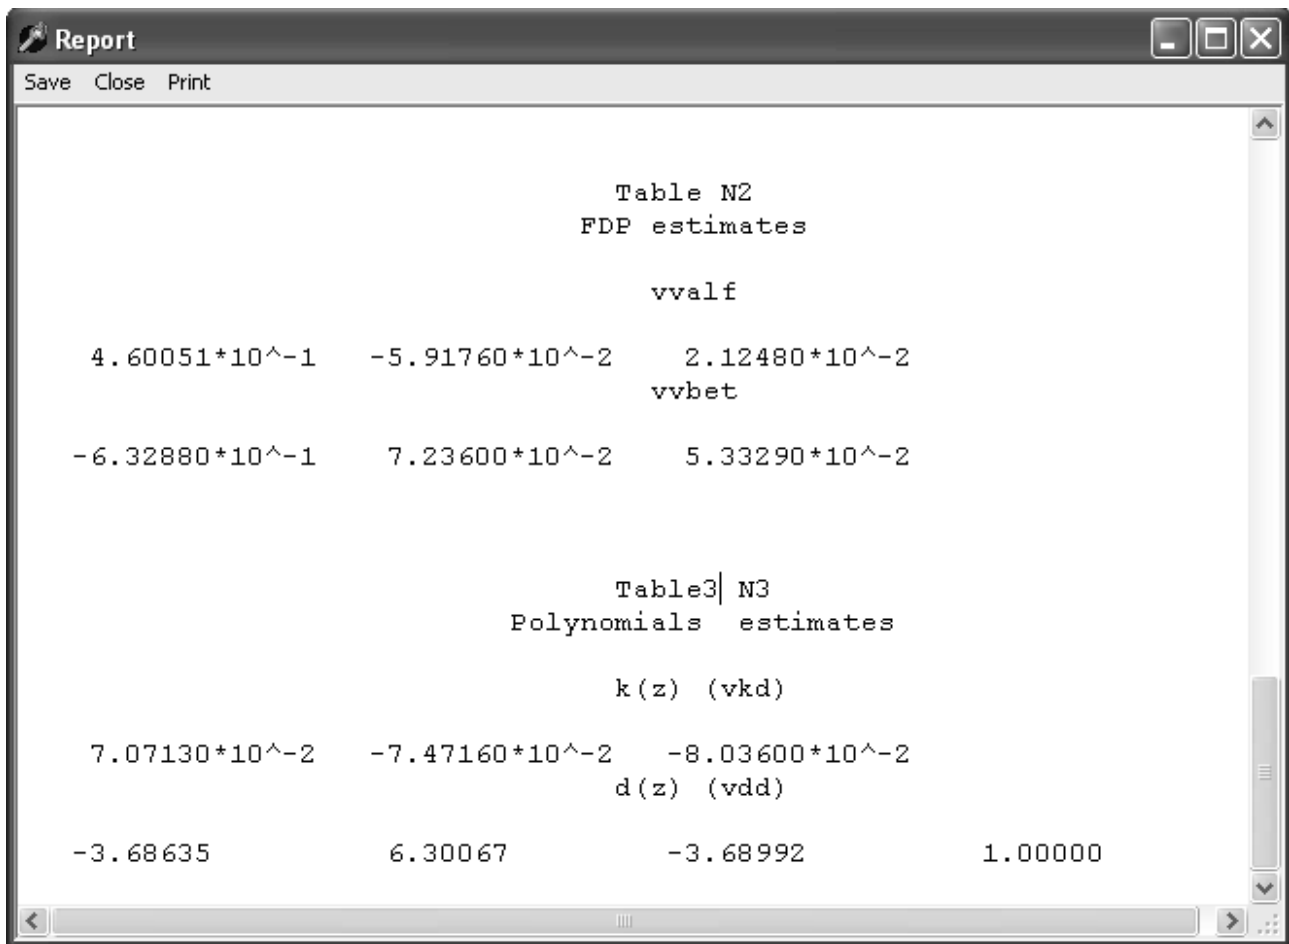 Report
Save Close Print
Table N2
FDP estimates
vvalf
4.60051*10^-1 -5.91760*10^-2 2.12480*10^-2
vvbet
-6.32880*10^-1 7.23600*10^-2 5.33290*10^-2
Table3 N3
Polynomials estimates
k(z) (vkd)
7.07130*10^-2 -7.47160*10^-2 -8.03600*10^-2
d(z) (vdd)
-3.68635 6.30067 -3.68992 1.00000